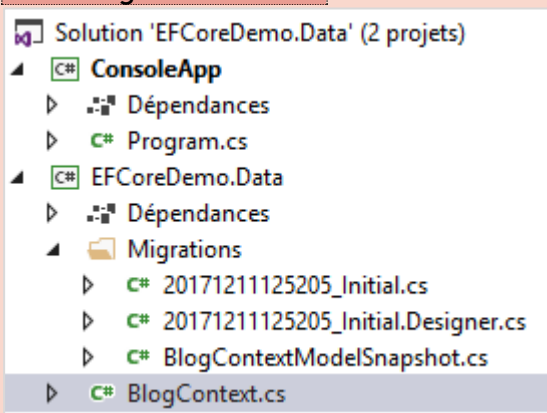 Solution 'EFCoreDemo.Data' (2 projets)
C# ConsoleApp
Dépendances
C# Program.cs
C# EFCoreDemo.Data
Dépendances
Migrations
C# 20171211125205_Initial.cs
C# 20171211125205_Initial.Designer.cs
C# BlogContextModelSnapshot.cs
C# BlogContext.cs